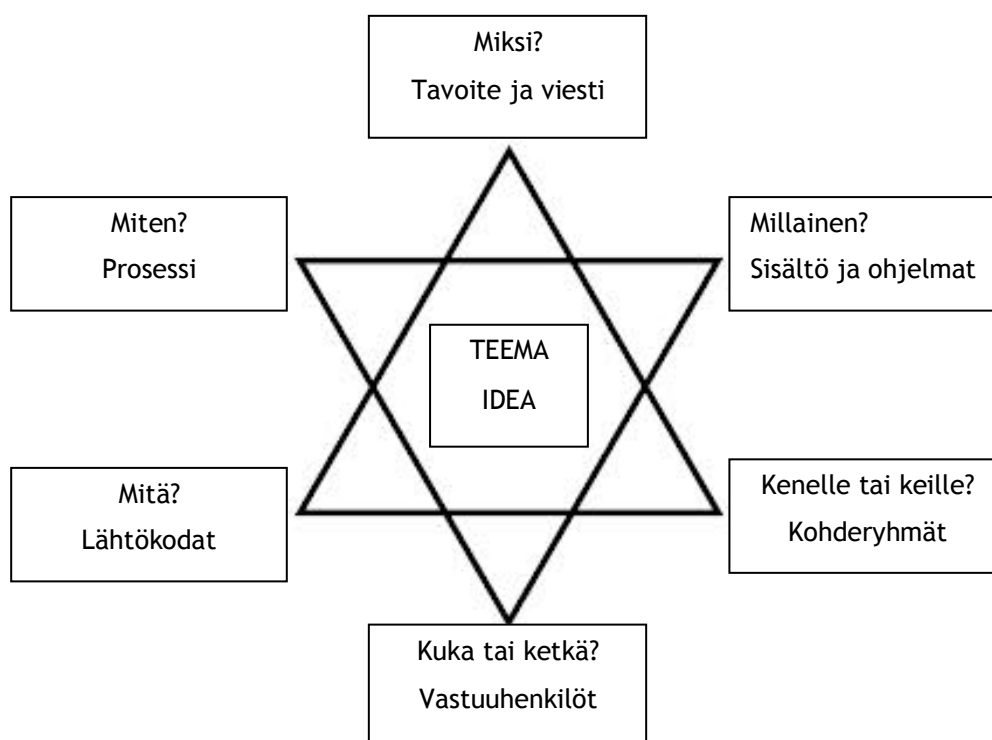 Miksi?
Tavoite ja viesti
Miten?
Prosessi
Millainen?
Sisältö ja ohjelmat
TEEMA
IDEA
Mitä?
Lähtökodat
Kenelle tai keille?
Kohderyhmät
Kuka tai ketkä?
Vastuuhenkilöt